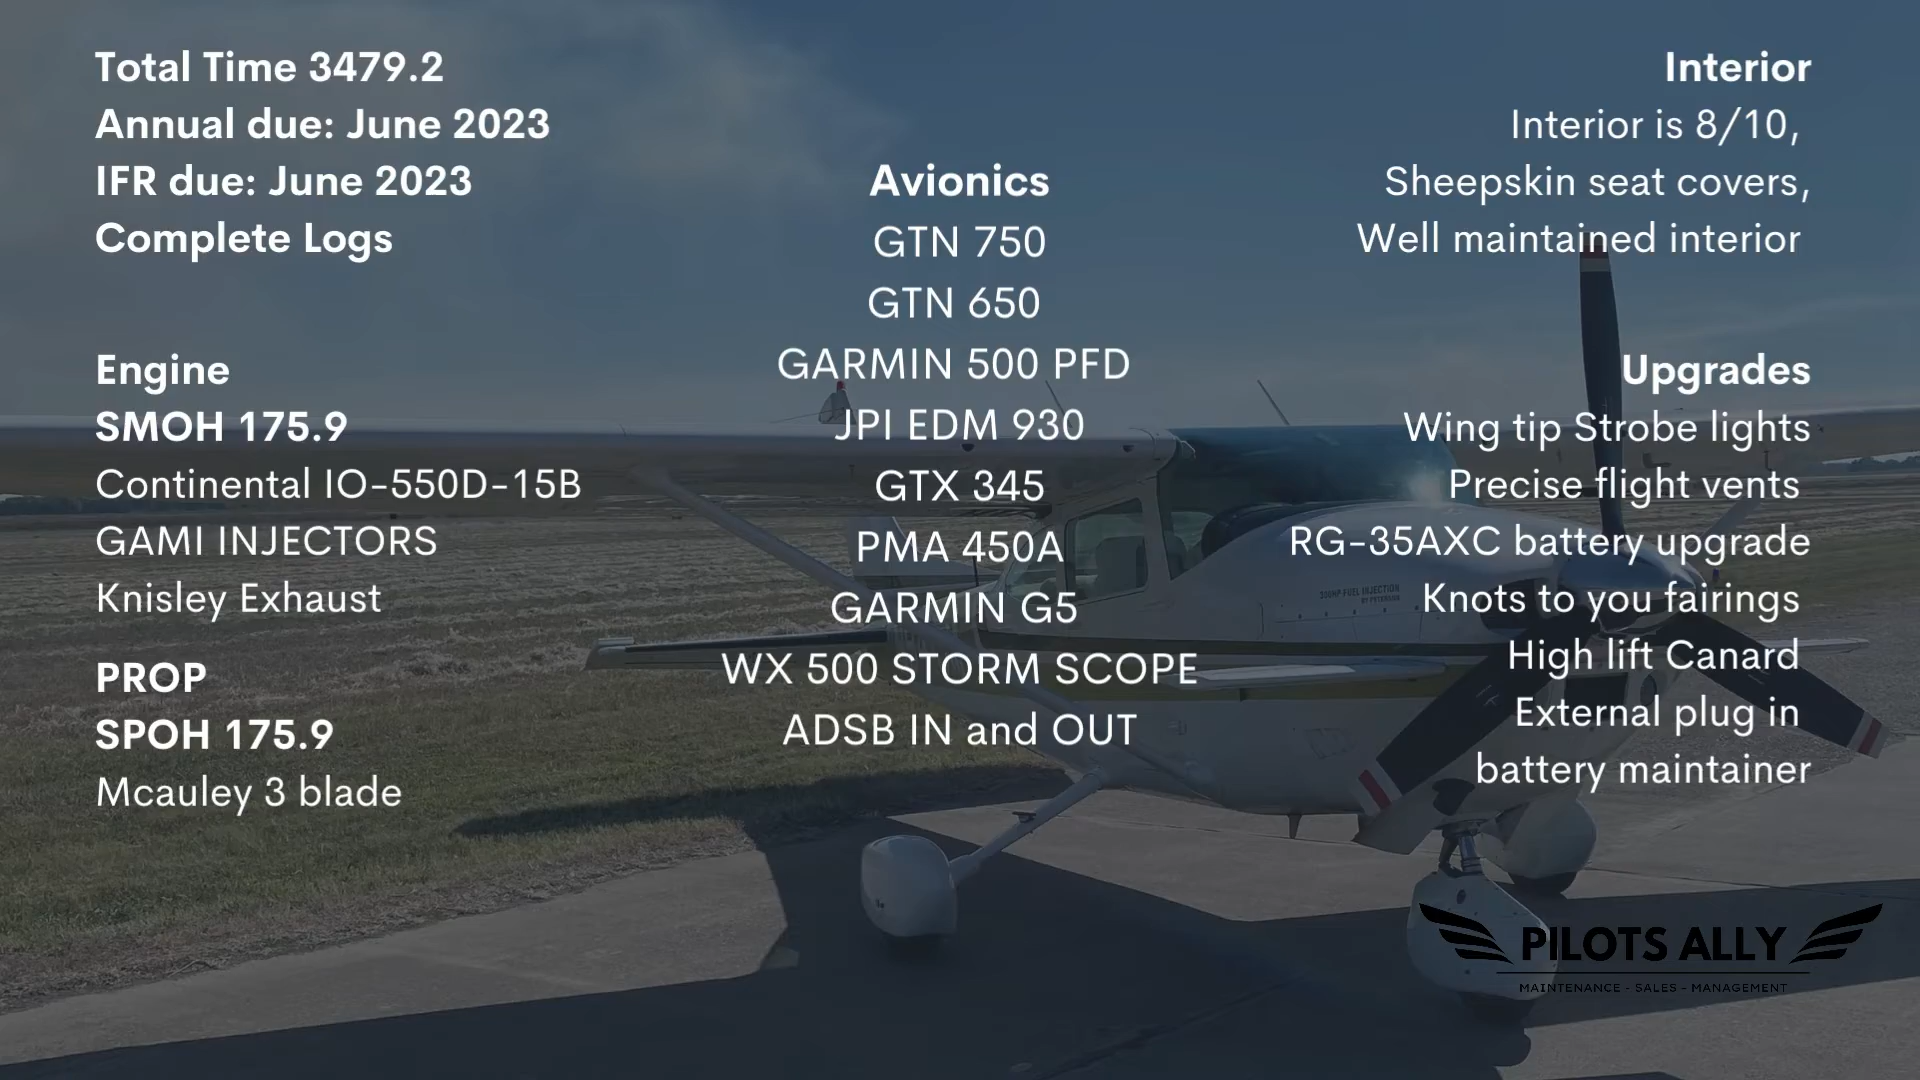 Total Time 3479.2
Annual due: June 2023
IFR due: June 2023
Complete Logs
Engine
SMOH 175.9
Continental IO-550D-15B
GAMI INJECTORS
Knisley Exhaust
PROP
SPOH 175.9
Mcauley 3 blade
Avionics
GTN 750
GTN 650
GARMIN 500 PFD
JPI EDM 930
GTX 345
PMA 450A
GARMIN G5
WX 500 STORM SCOPE
ADSB IN and OUT
Interior
Interior is 8/10,
Sheepskin seat covers,
Well maintained interior
Upgrades
Wing tip Strobe lights
Precise flight vents
RG-35AXC battery upgrade
Knots to you fairings
High lift Canard
External plug in
battery maintainer
300HP FUEL INJECTION
BY PETERSON
PILOTS ALLY
MAINTENANCE - SALES - MANAGEMENT